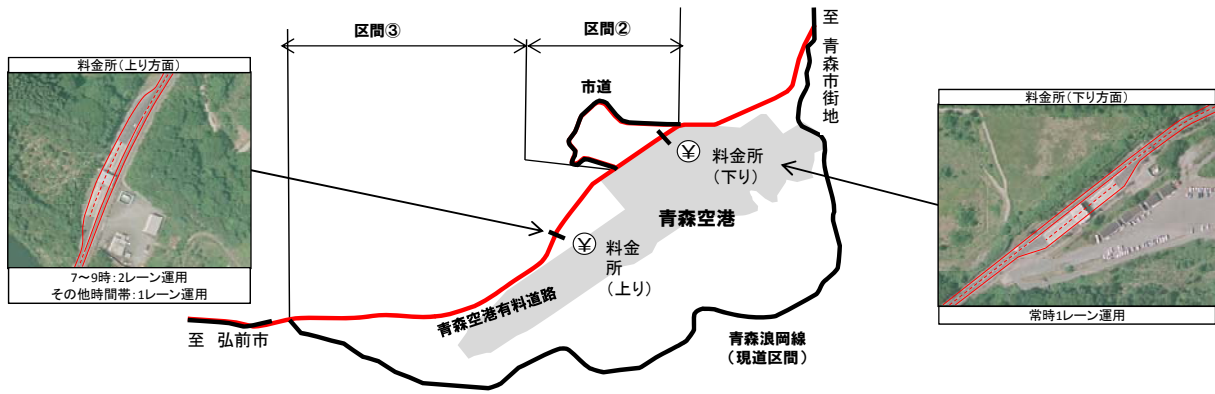 区間③
区間②
至 青森市街地
料金所(上り方面)
7～9時：2レーン運用
その他時間帯：1レーン運用
市道
料金所(下り方面)
常時1レーン運用
¥
料金所
(下り)
青森空港
¥
料金
所
(上り)
青森空港有料道路
至 弘前市
青森浪岡線
(現道区間)